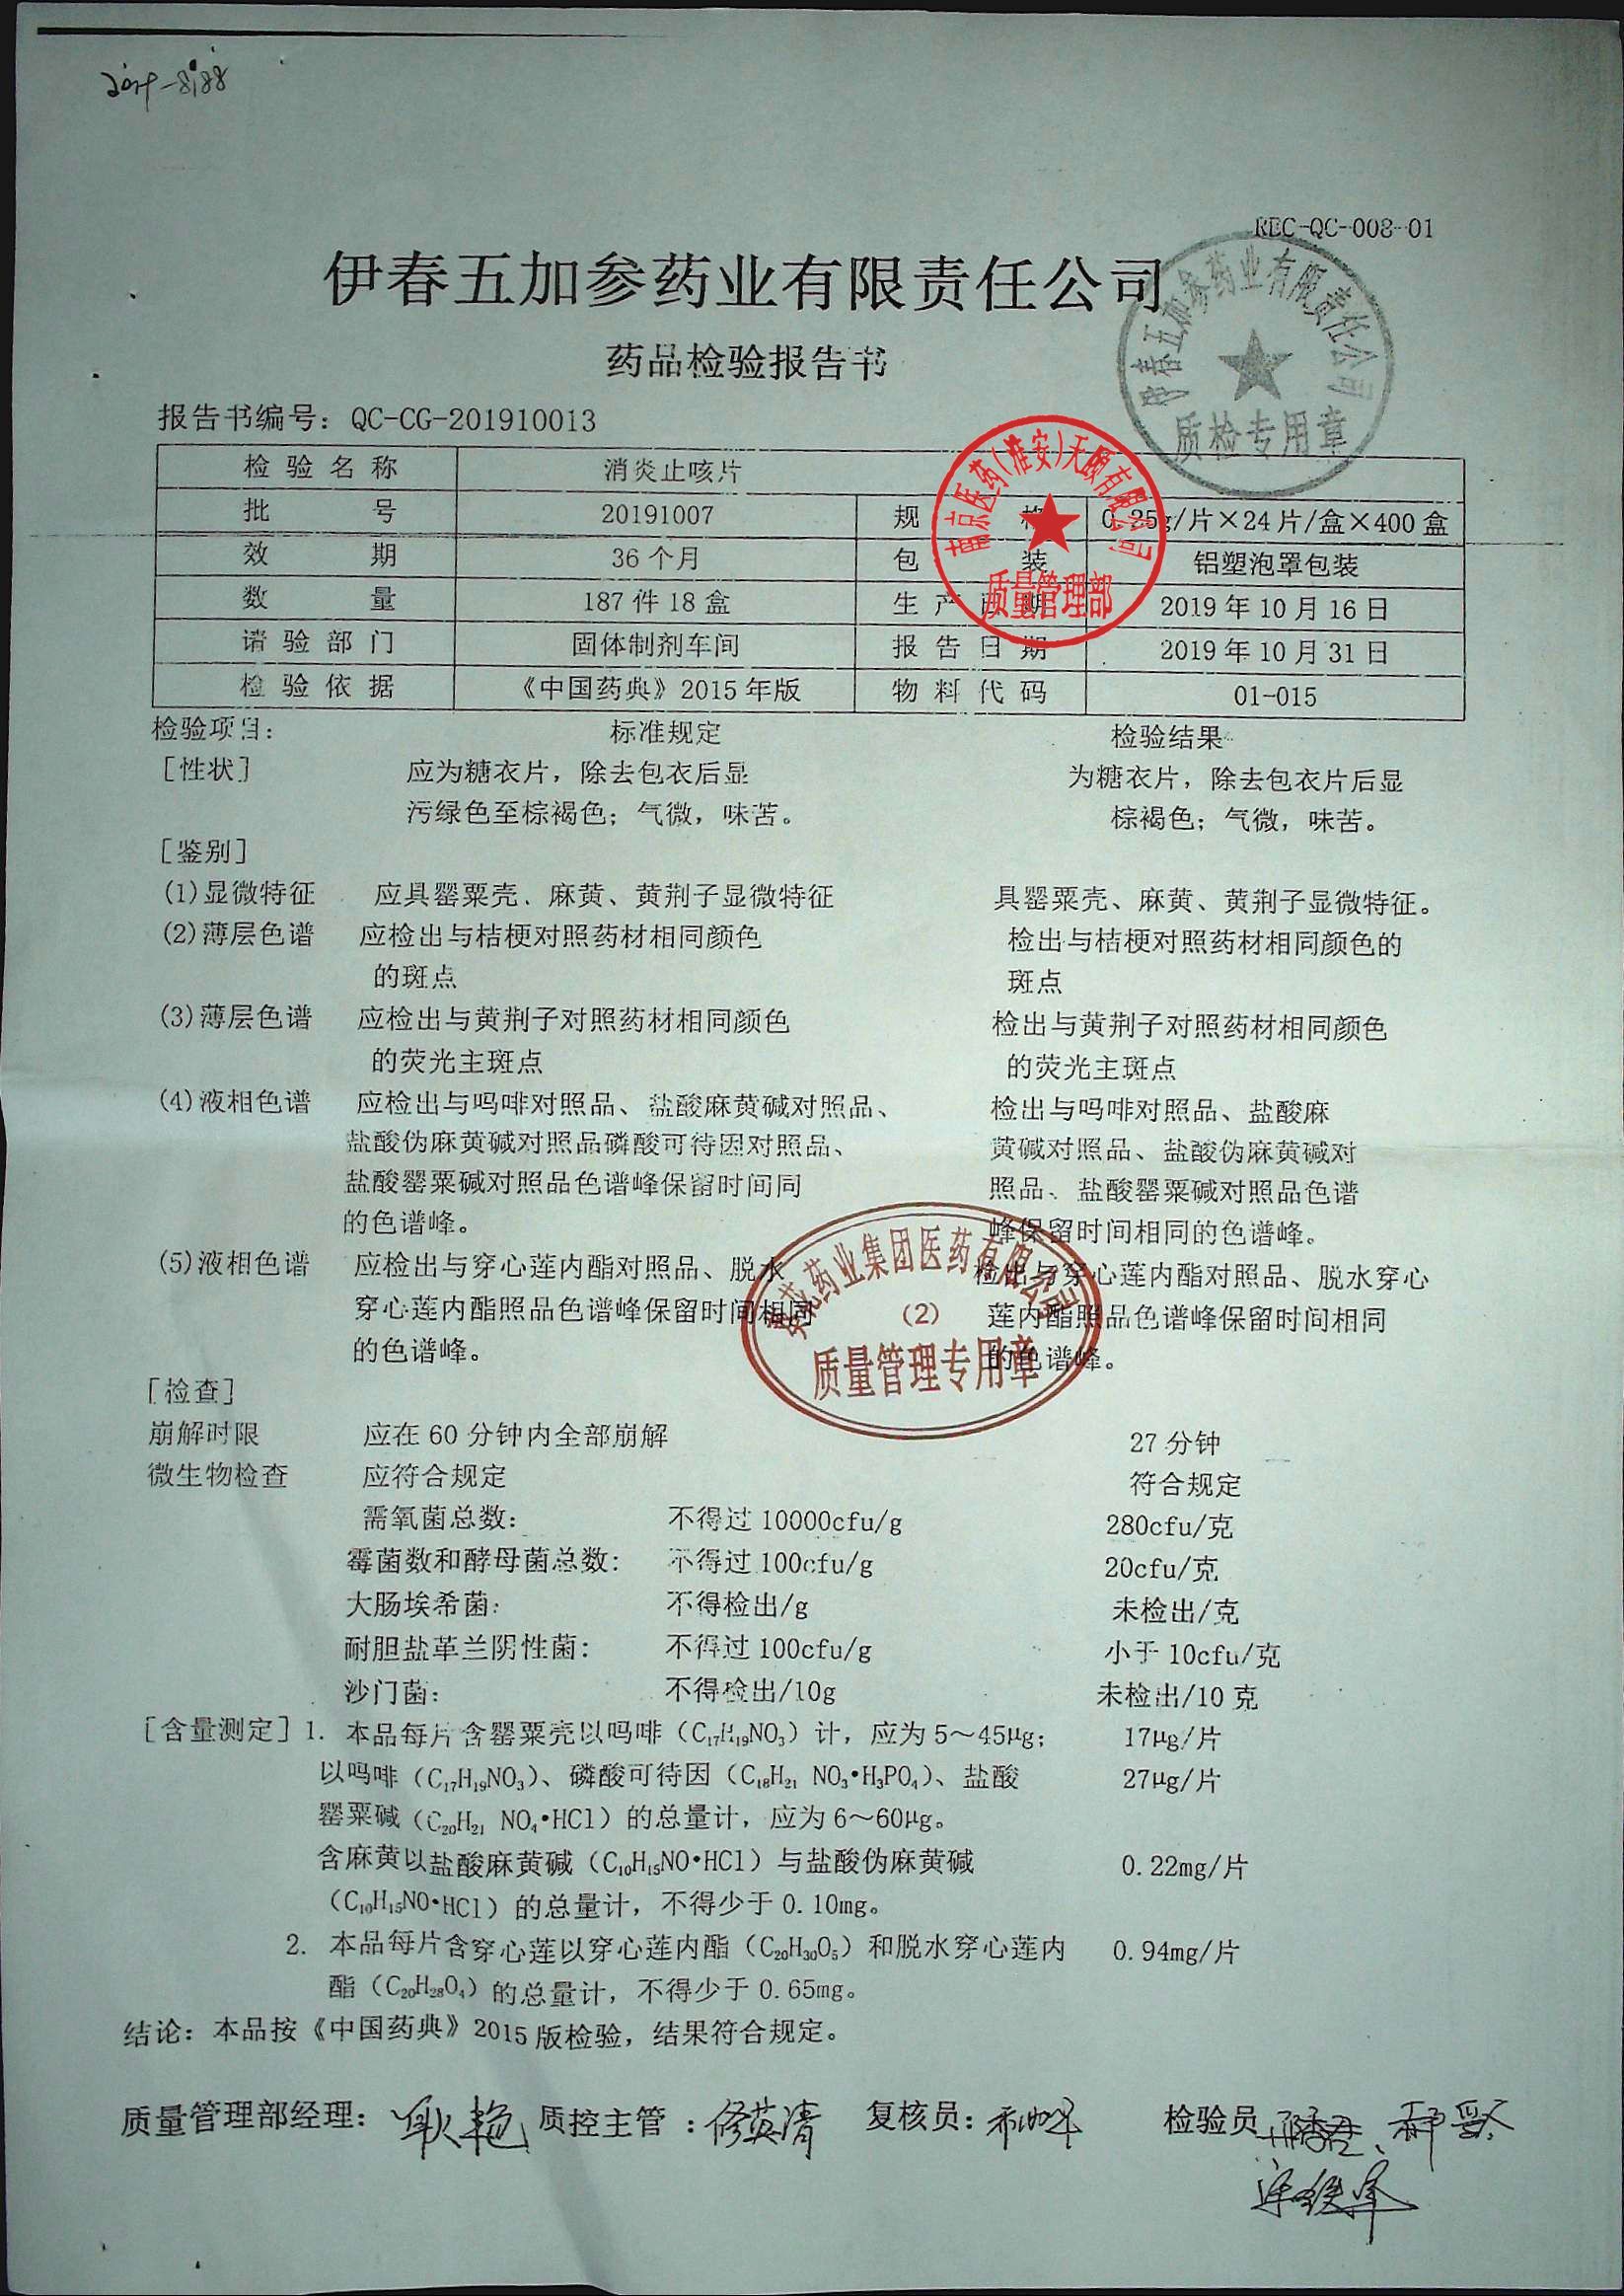 REC-QC-008-01
伊春五加参药业有限责任公司
药品检验报告书
伊春五加参药业有限责任公司
质检专用章
报告书编号：QC-CG-201910013
检验名称 消炎止咳片
批号 20191007 规格 0.25g/片×24片/盒×400盒
效期 36个月 包装 铝塑泡罩包装
数量 187件18盒 生产日期 2019年10月16日
请验部门 固体制剂车间 报告日期 2019年10月31日
检验依据 《中国药典》2015年版 物料代码 01-015
南京医药(淮安)天颐有限公司
质量管理部
检验项目： 标准规定 检验结果
[性状] 应为糖衣片，除去包衣后显 为糖衣片，除去包衣片后显
污绿色至棕褐色；气微，味苦。 棕褐色；气微，味苦。
[鉴别]
(1)显微特征 应具罂粟壳、麻黄、黄荆子显微特征 具罂粟壳、麻黄、黄荆子显微特征。
(2)薄层色谱 应检出与桔梗对照药材相同颜色 检出与桔梗对照药材相同颜色的
的斑点 斑点
(3)薄层色谱 应检出与黄荆子对照药材相同颜色 检出与黄荆子对照药材相同颜色
的荧光主斑点 的荧光主斑点
(4)液相色谱 应检出与吗啡对照品、盐酸麻黄碱对照品、 检出与吗啡对照品、盐酸麻
盐酸伪麻黄碱对照品磷酸可待因对照品、 黄碱对照品、盐酸伪麻黄碱对
盐酸罂粟碱对照品色谱峰保留时间同 照品、盐酸罂粟碱对照品色谱
的色谱峰。 峰保留时间相同的色谱峰。
(5)液相色谱 应检出与穿心莲内酯对照品、脱水 检出与穿心莲内酯对照品、脱水穿心
穿心莲内酯照品色谱峰保留时间相同 莲内酯照品色谱峰保留时间相同
的色谱峰。 的色谱峰。
药业集团医药有限公司
(2)
质量管理专用章
[检查]
崩解时限 应在60分钟内全部崩解 27分钟
微生物检查 应符合规定 符合规定
需氧菌总数： 不得过10000cfu/g 280cfu/克
霉菌数和酵母菌总数： 不得过100cfu/g 20cfu/克
大肠埃希菌： 不得检出/g 未检出/克
耐胆盐革兰阴性菌： 不得过100cfu/g 小于10cfu/克
沙门菌： 不得检出/10g 未检出/10克
[含量测定]1. 本品每片含罂粟壳以吗啡（C₁₇H₁₉NO₃）计，应为5～45μg； 17μg/片
以吗啡（C₁₇H₁₉NO₃）、磷酸可待因（C₁₈H₂₁ NO₃•H₃PO₄）、盐酸 27μg/片
罂粟碱（C₂₀H₂₁ NO₄•HCl）的总量计，应为6～60μg。
含麻黄以盐酸麻黄碱（C₁₀H₁₅NO•HCl）与盐酸伪麻黄碱 0.22mg/片
（C₁₀H₁₅NO•HCl）的总量计，不得少于0.10mg。
2. 本品每片含穿心莲以穿心莲内酯（C₂₀H₃₀O₅）和脱水穿心莲内 0.94mg/片
酯（C₂₀H₂₈O₄）的总量计，不得少于0.65mg。
结论：本品按《中国药典》2015版检验，结果符合规定。
质量管理部经理：耿艳 质控主管：修英清 复核员： 检验员